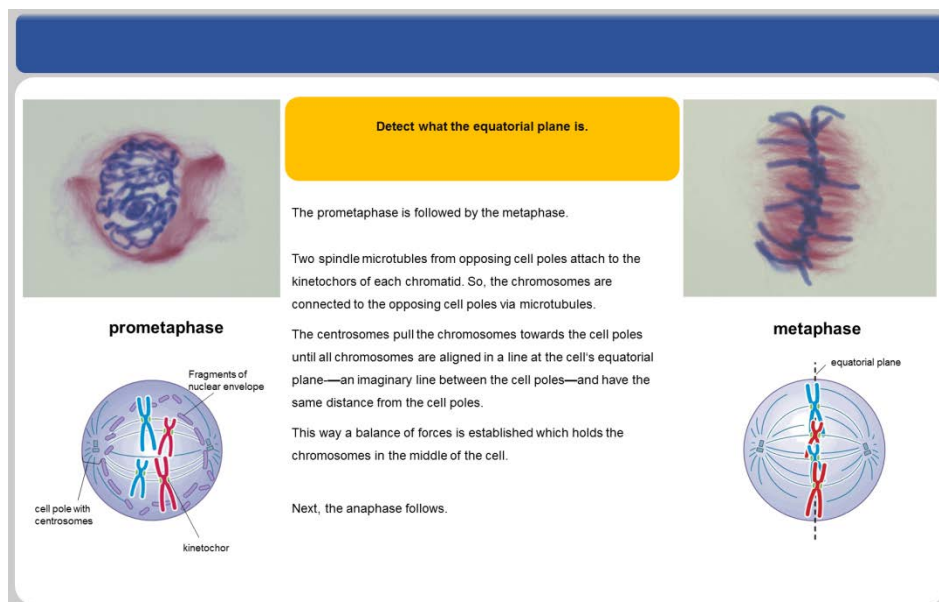 Detect what the equatorial plane is.
The prometaphase is followed by the metaphase.
Two spindle microtubles from opposing cell poles attach to the
kinetochors of each chromatid. So, the chromosomes are
connected to the opposing cell poles via microtubules.
The centrosomes pull the chromosomes towards the cell poles
until all chromosomes are aligned in a line at the cell‘s equatorial
plane-—an imaginary line between the cell poles—and have the
same distance from the cell poles.
This way a balance of forces is established which holds the
chromosomes in the middle of the cell.
Next, the anaphase follows.
prometaphase
Fragments of
nuclear envelope
cell pole with
centrosomes
kinetochor
metaphase
equatorial plane